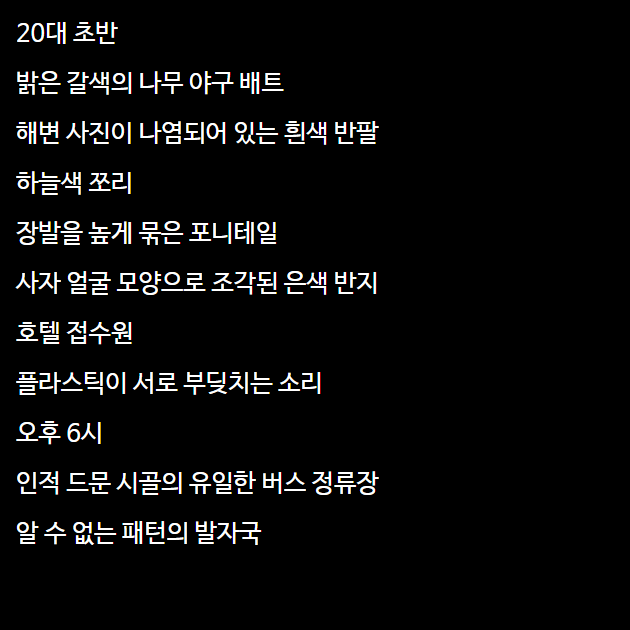 20대 초반
밝은 갈색의 나무 야구 배트
해변 사진이 나염되어 있는 흰색 반팔
하늘색 쪼리
장발을 높게 묶은 포니테일
사자 얼굴 모양으로 조각된 은색 반지
호텔 접수원
플라스틱이 서로 부딪치는 소리
오후 6시
인적 드문 시골의 유일한 버스 정류장
알 수 없는 패턴의 발자국